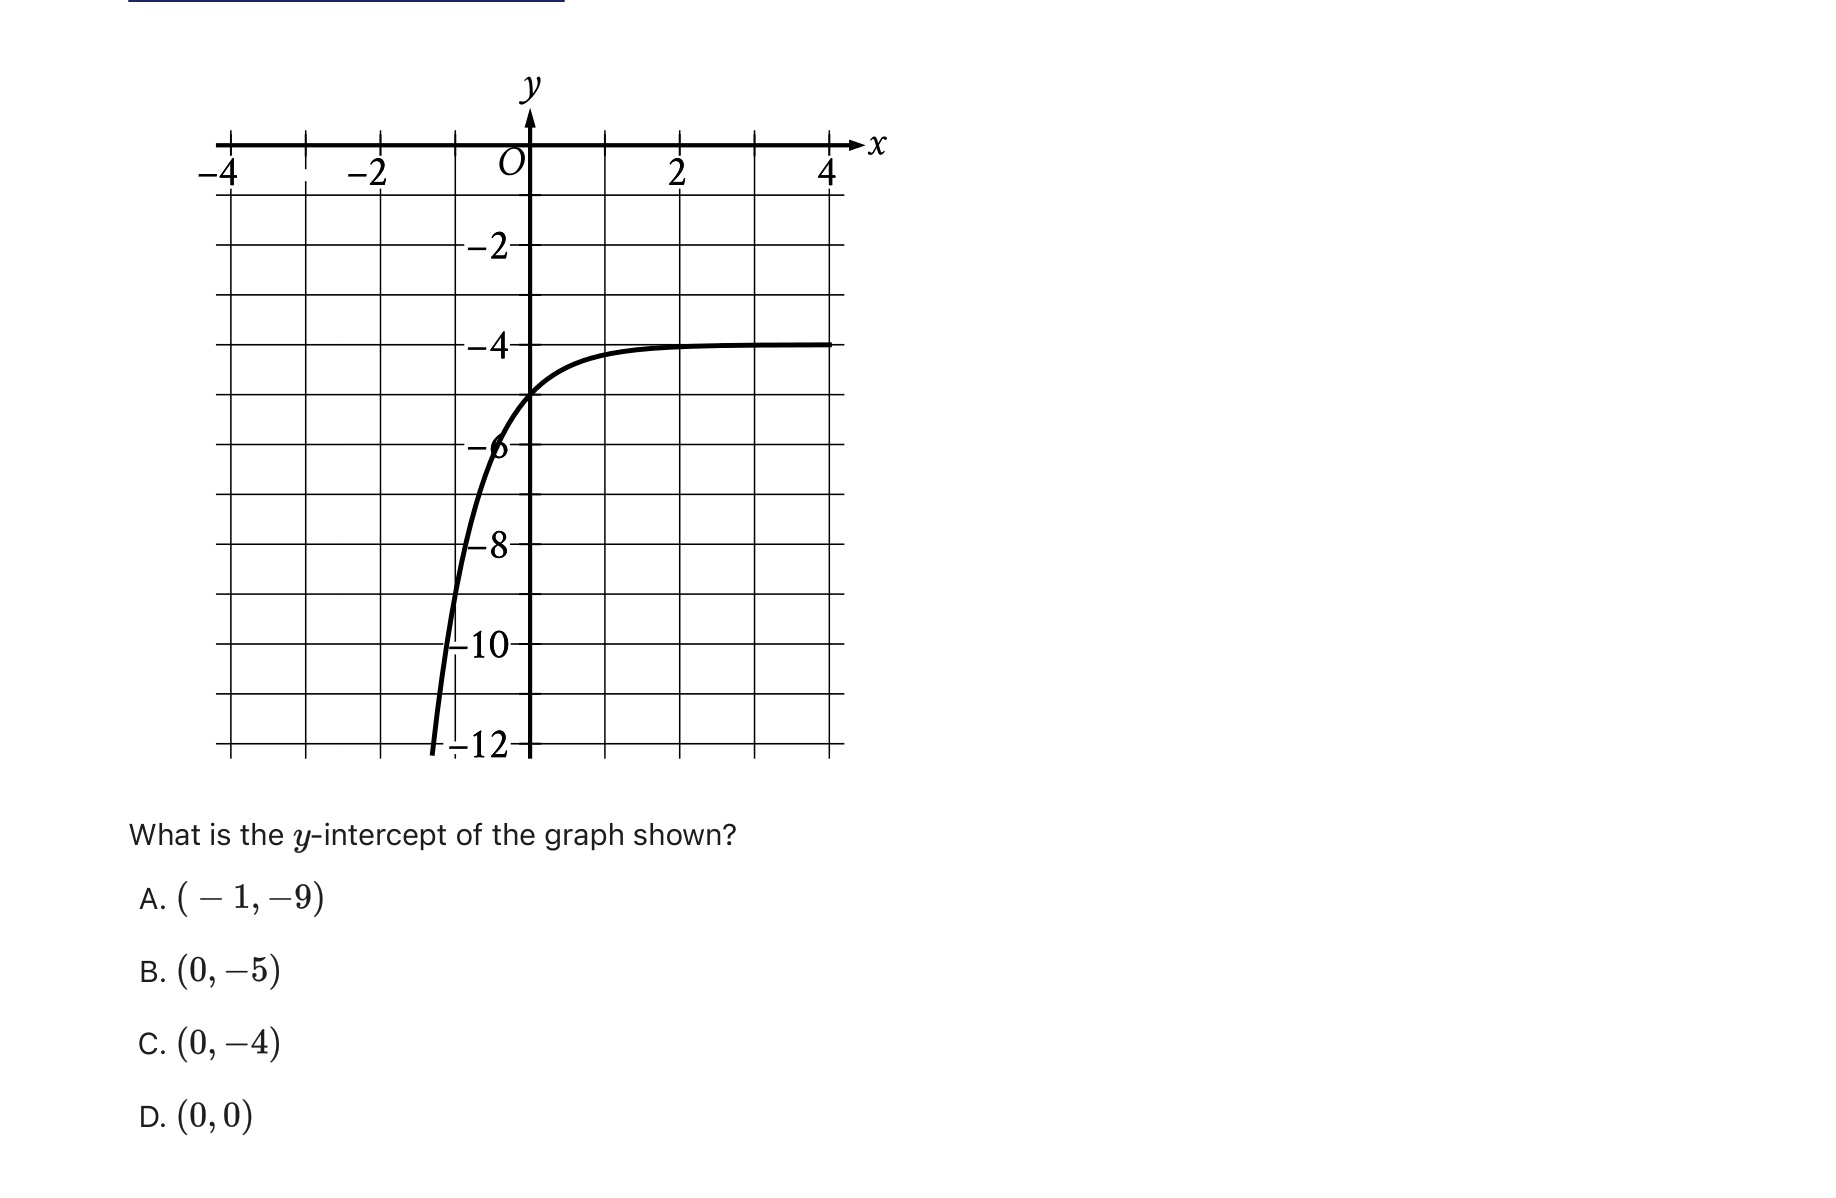 y
x
−4 −2 O 2 4
−2
−4
−6
−8
−10
−12
What is the y-intercept of the graph shown?
A. ( − 1, −9)
B. (0, −5)
C. (0, −4)
D. (0, 0)